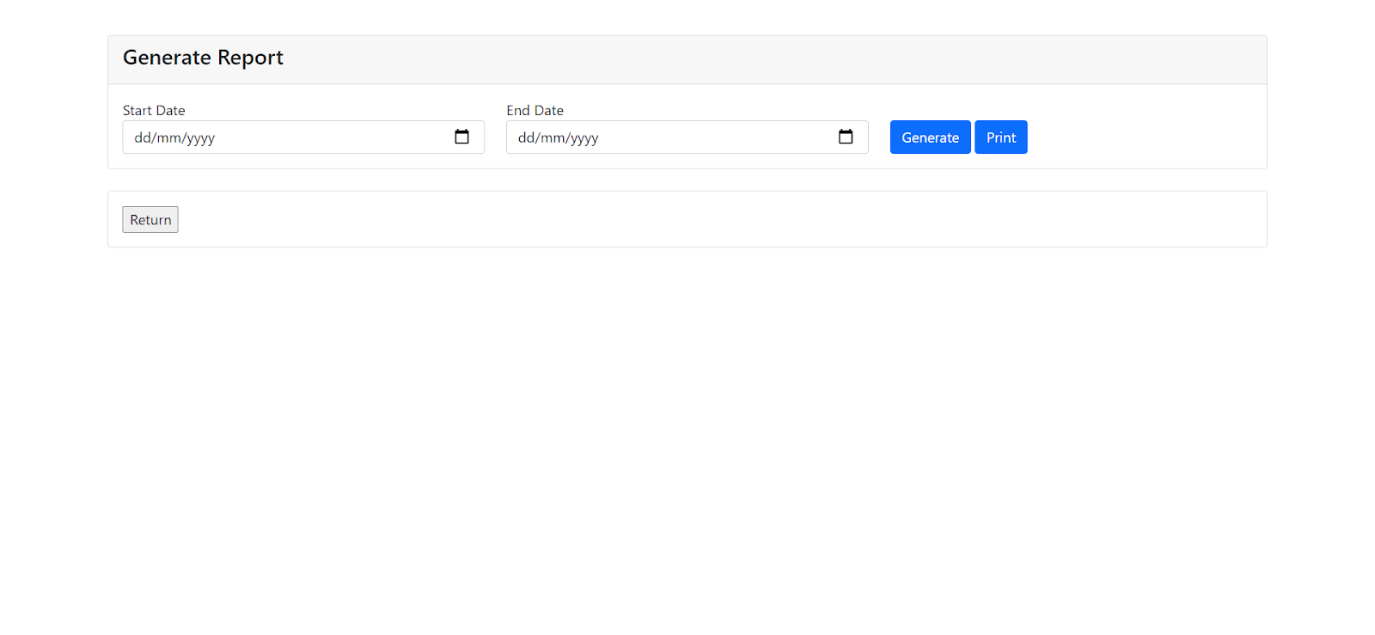 Generate Report
Start Date
End Date
dd/mm/yyyy
dd/mm/yyyy
Generate
Print
Return